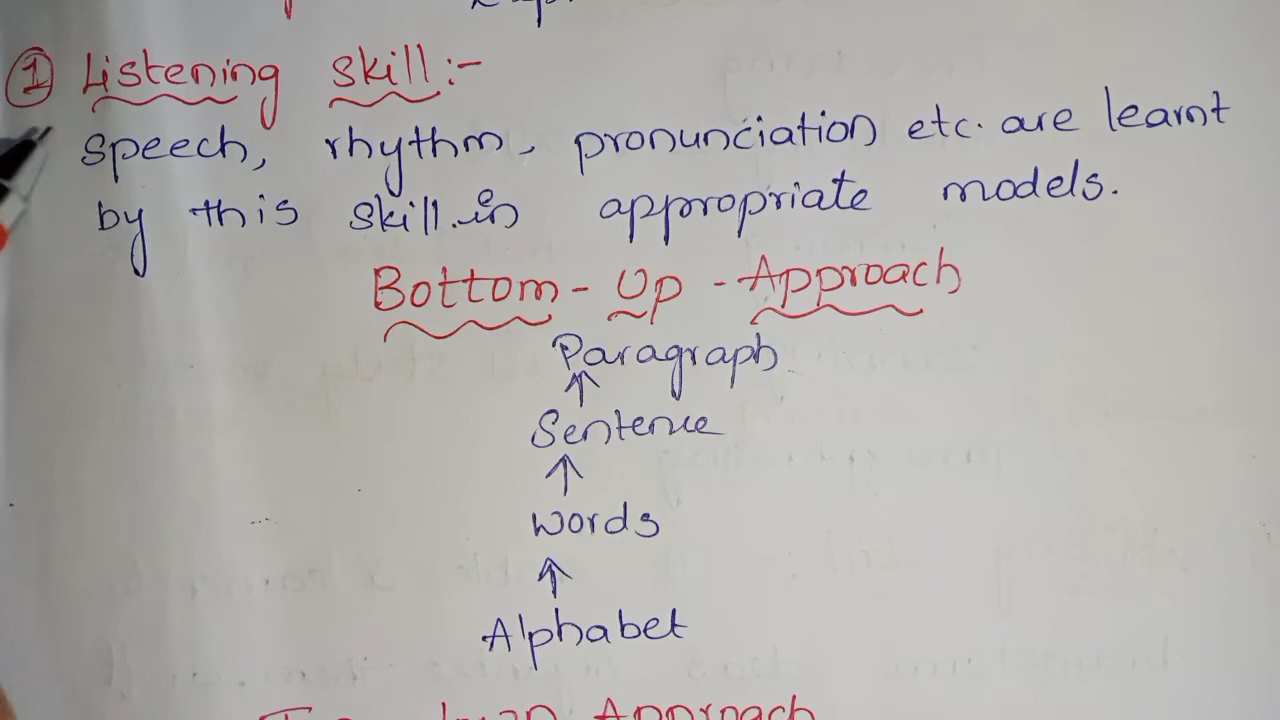 ① Listening skill:-
speech, rhythm, pronunciation etc. are learnt
by this skill.in appropriate models.
Bottom - Up - Approach
Paragraph
↑
Sentence
↑
words
↑
Alphabet
Approach